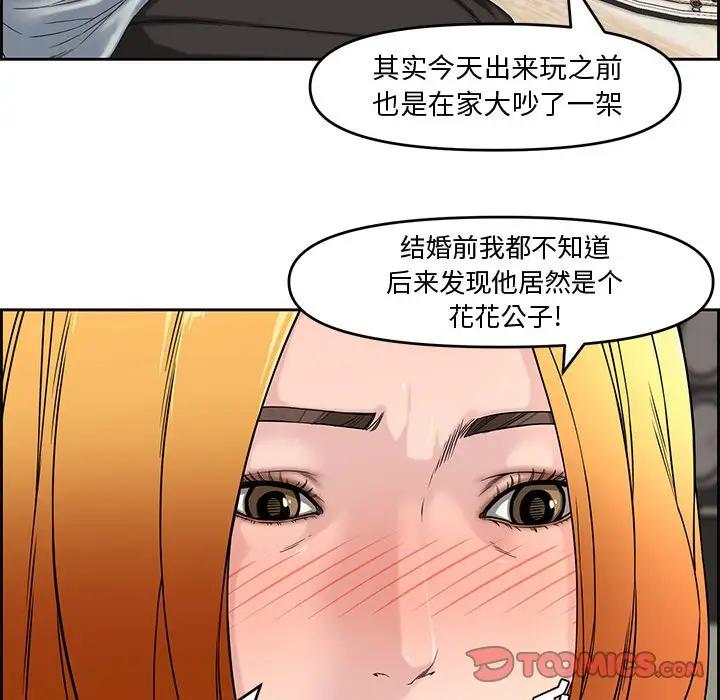 其实今天出来玩之前
也是在家大吵了一架
结婚前我都不知道
后来发现他居然是个
花花公子!
TOOMICS.COM